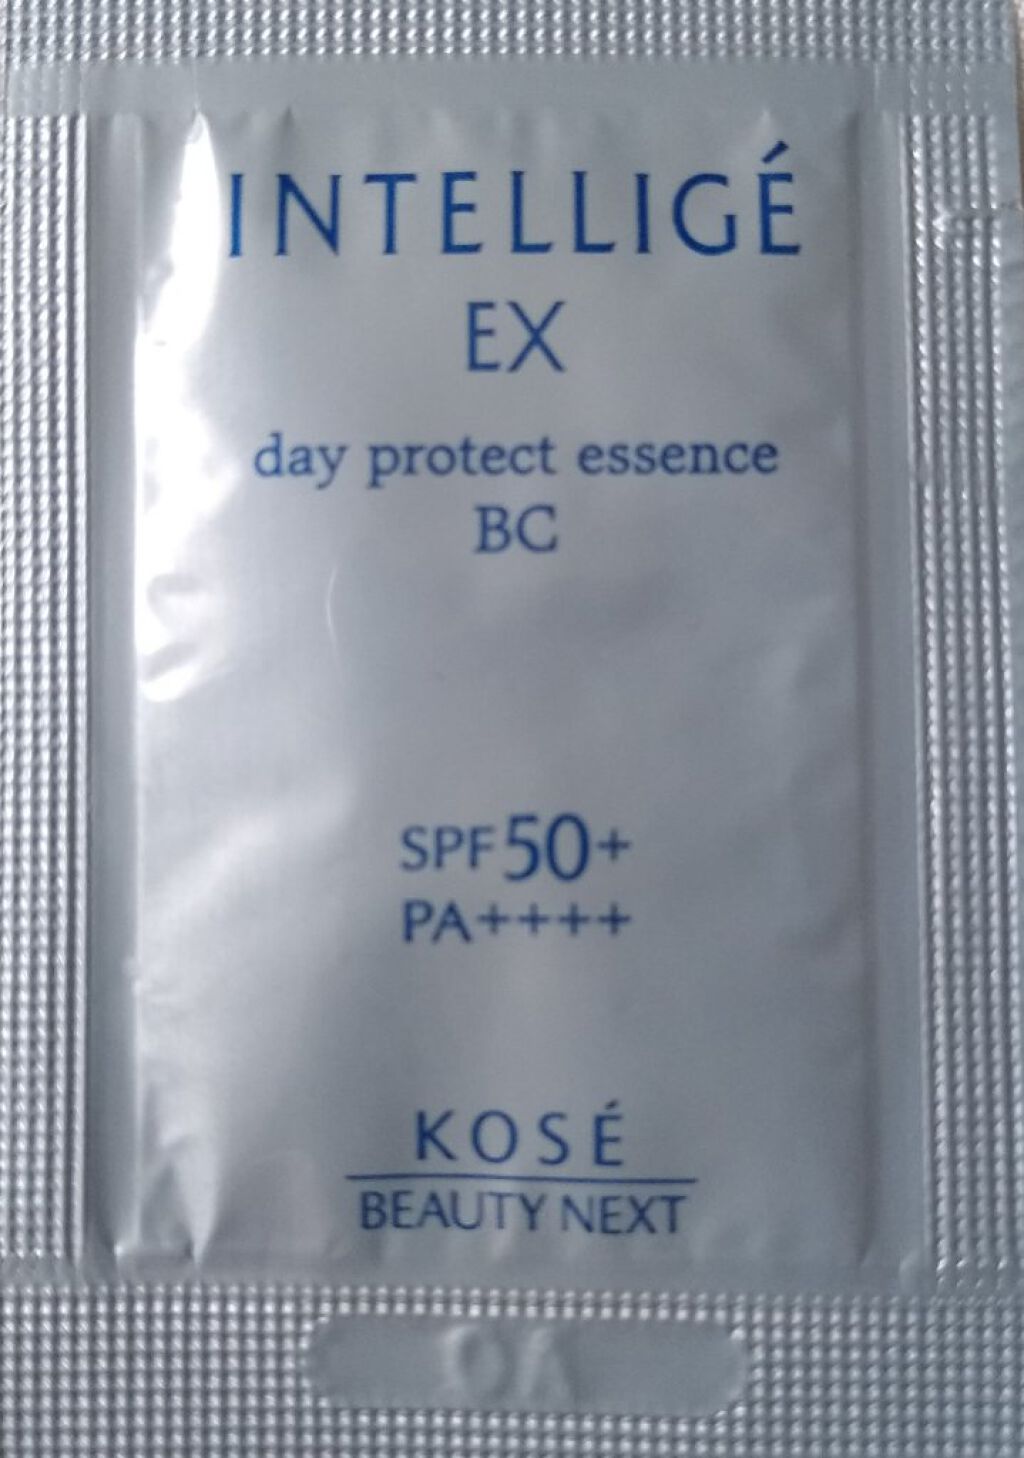 INTELLIGÉ
EX
day protect essence
BC
SPF50+
PA++++
KOSÉ
BEAUTY NEXT